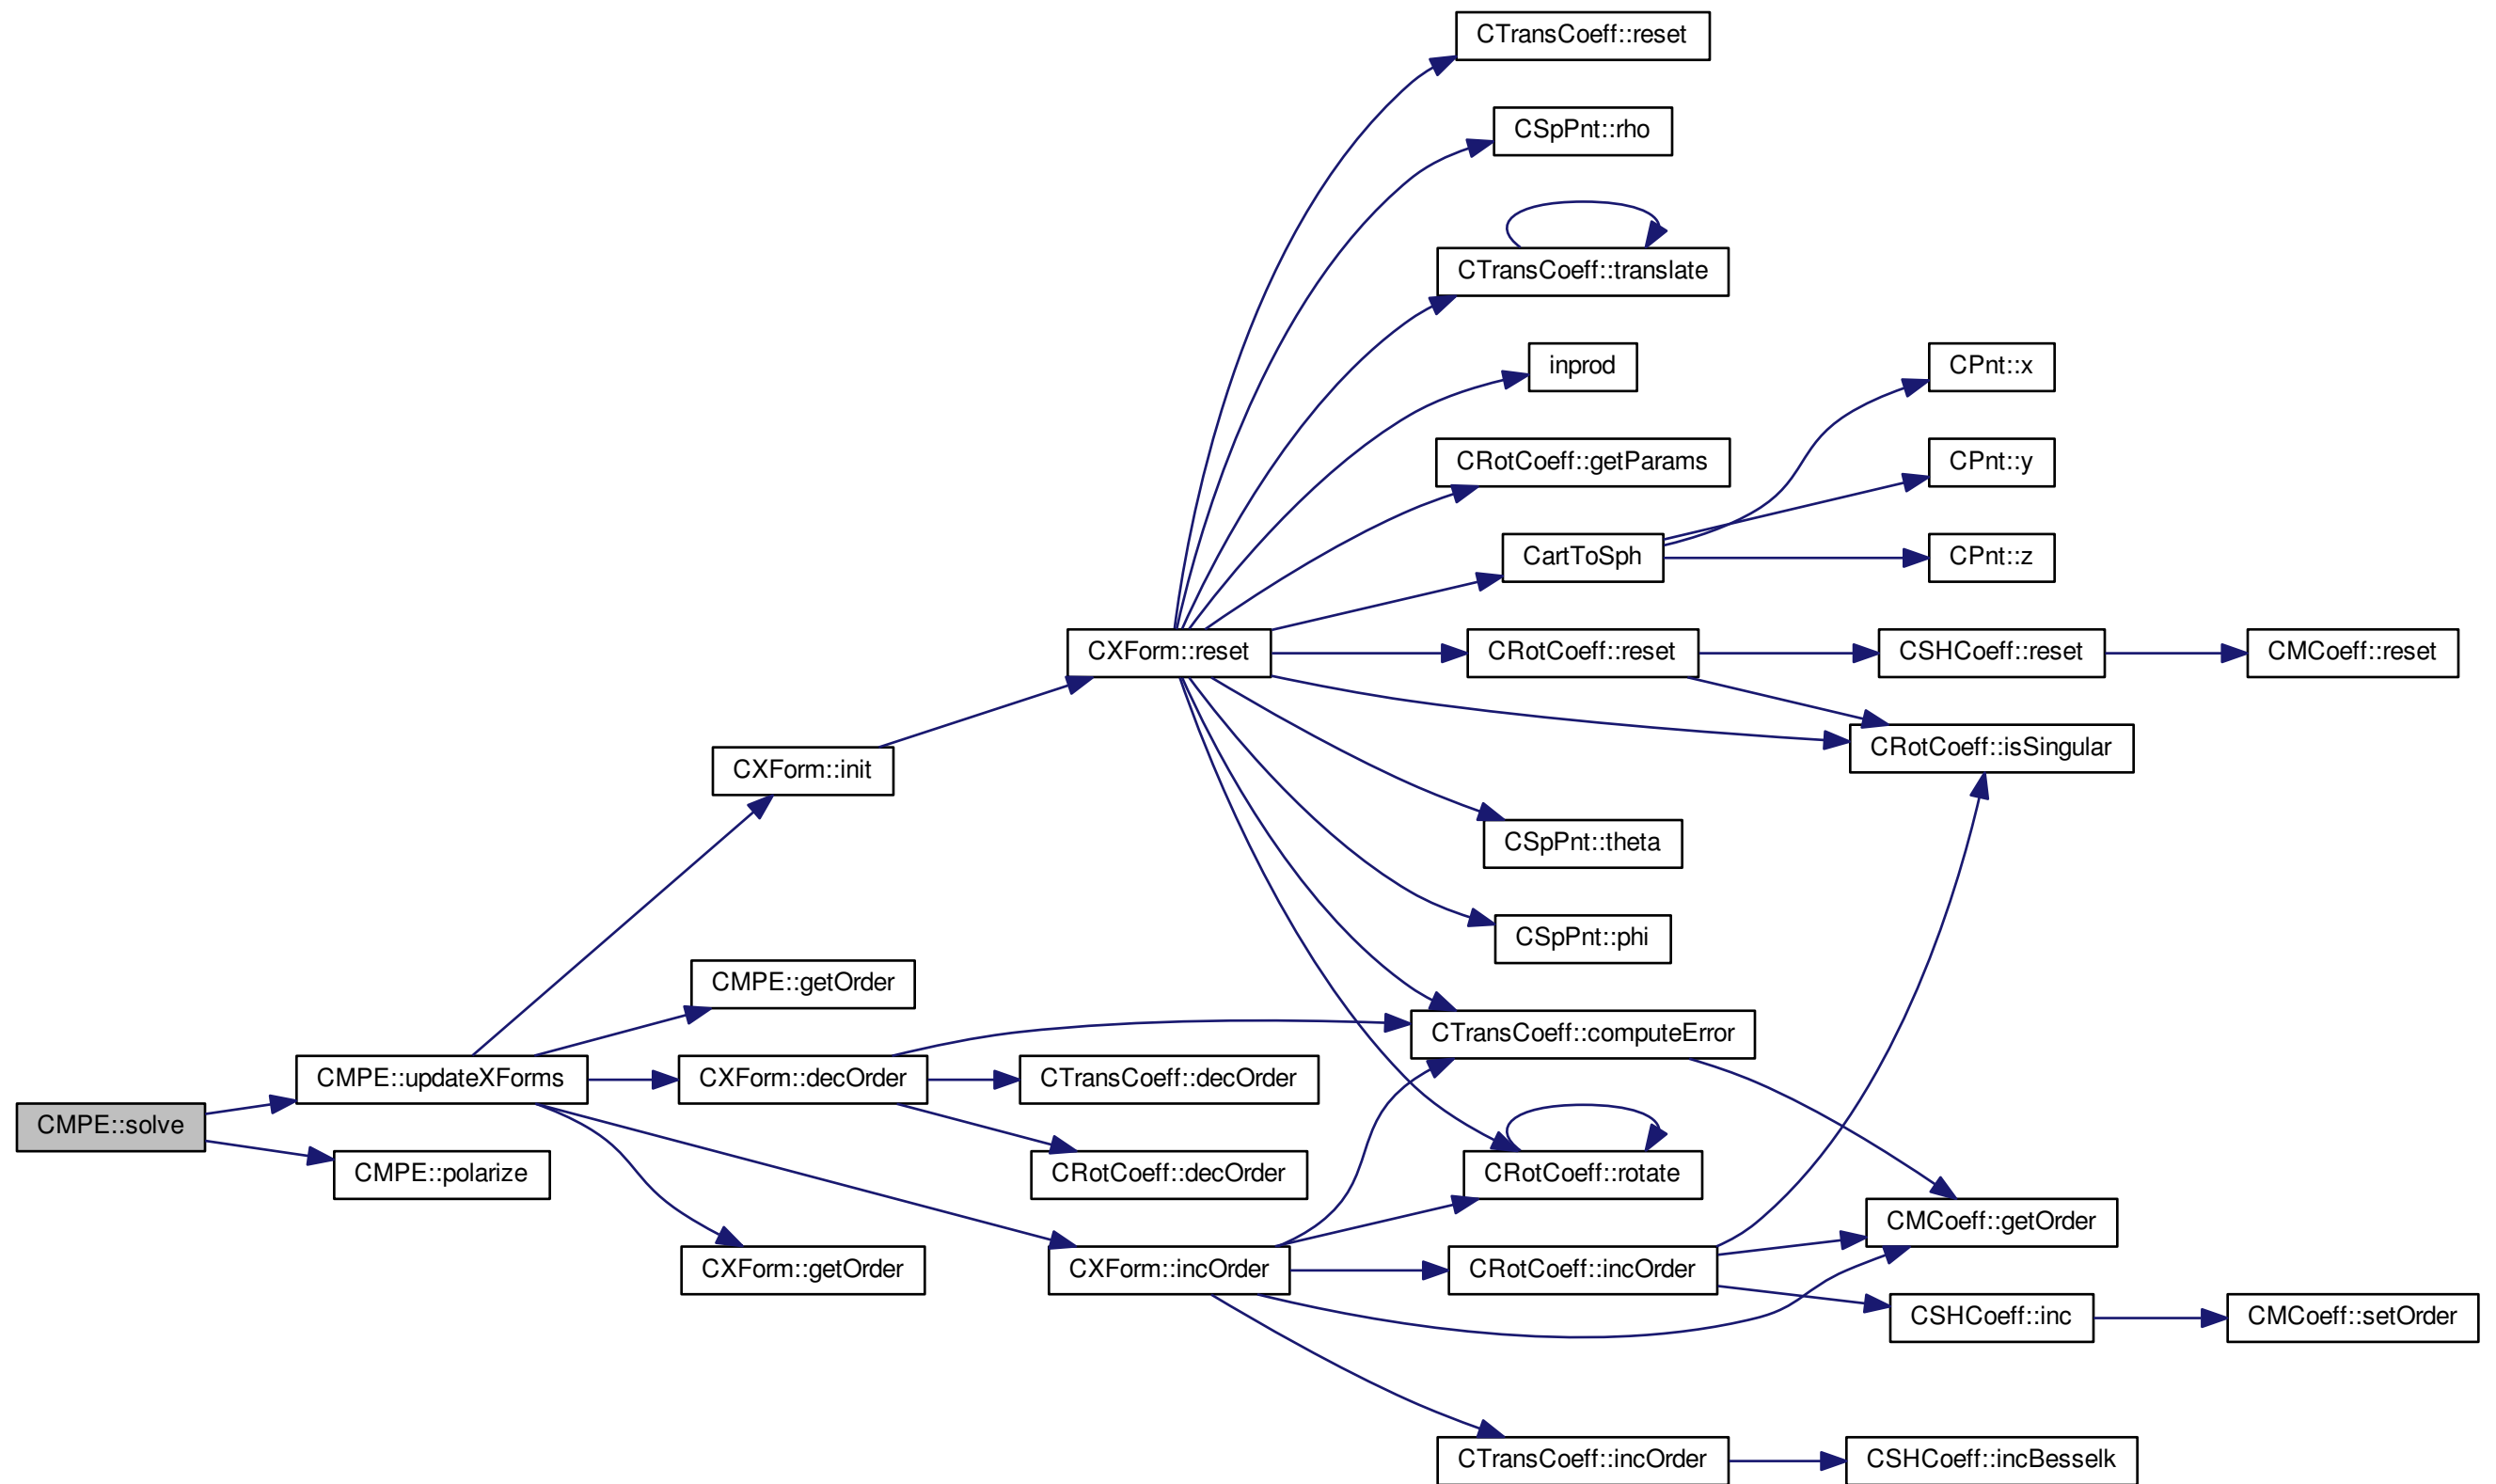 CTransCoeff::reset
CSpPnt::rho
CTransCoeff::translate
inprod
CPnt::x
CRotCoeff::getParams
CPnt::y
CartToSph
CPnt::z
CXForm::reset
CRotCoeff::reset
CSHCoeff::reset
CMCoeff::reset
CXForm::init
CRotCoeff::isSingular
CSpPnt::theta
CSpPnt::phi
CMPE::getOrder
CTransCoeff::computeError
CMPE::updateXForms
CXForm::decOrder
CTransCoeff::decOrder
CMPE::solve
CMPE::polarize
CRotCoeff::decOrder
CRotCoeff::rotate
CMCoeff::getOrder
CXForm::getOrder
CXForm::incOrder
CRotCoeff::incOrder
CSHCoeff::inc
CMCoeff::setOrder
CTransCoeff::incOrder
CSHCoeff::incBesselk